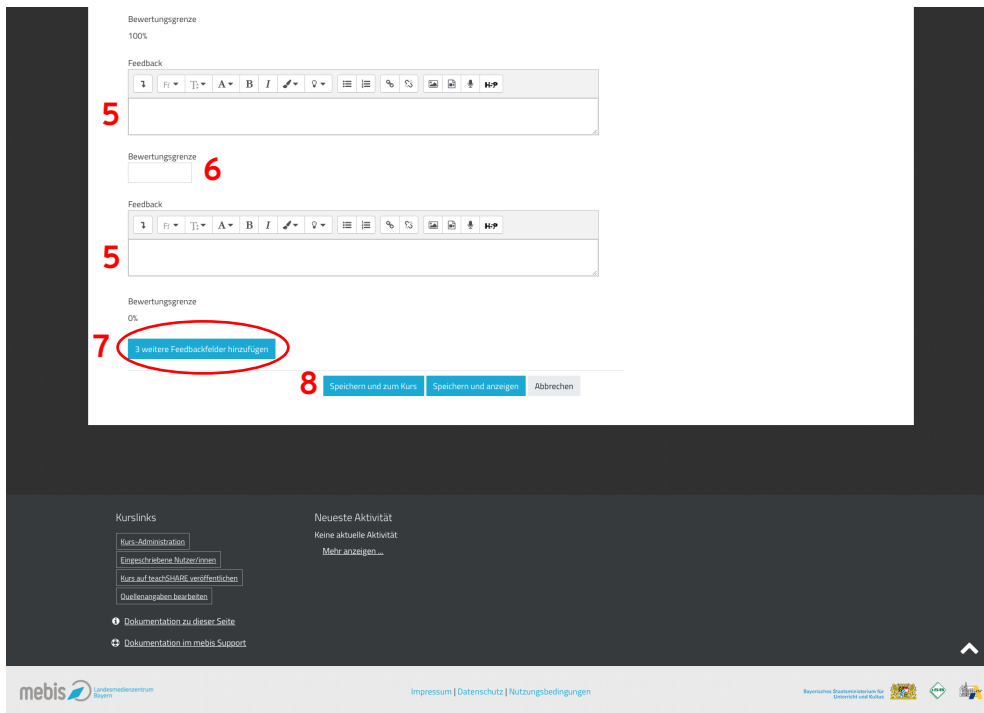 Bewertungsgrenze
100%
Feedback
5
Bewertungsgrenze
6
Feedback
5
Bewertungsgrenze
0%
7
3 weitere Feedbackfelder hinzufügen
8 Speichern und zum Kurs Speichern und anzeigen Abbrechen
Kurslinks
Kurs-Administration
Eingeschriebene Nutzer/innen
Kurs auf teachSHARE veröffentlichen
Quellenangaben bearbeiten
Dokumentation zu dieser Seite
Dokumentation im mebis Support
Neueste Aktivität
Keine aktuelle Aktivität
Mehr anzeigen ...
mebis Landesmedienzentrum
Bayern
Impressum | Datenschutz | Nutzungsbedingungen
Bayerisches Staatsministerium für
Unterricht und Kultus